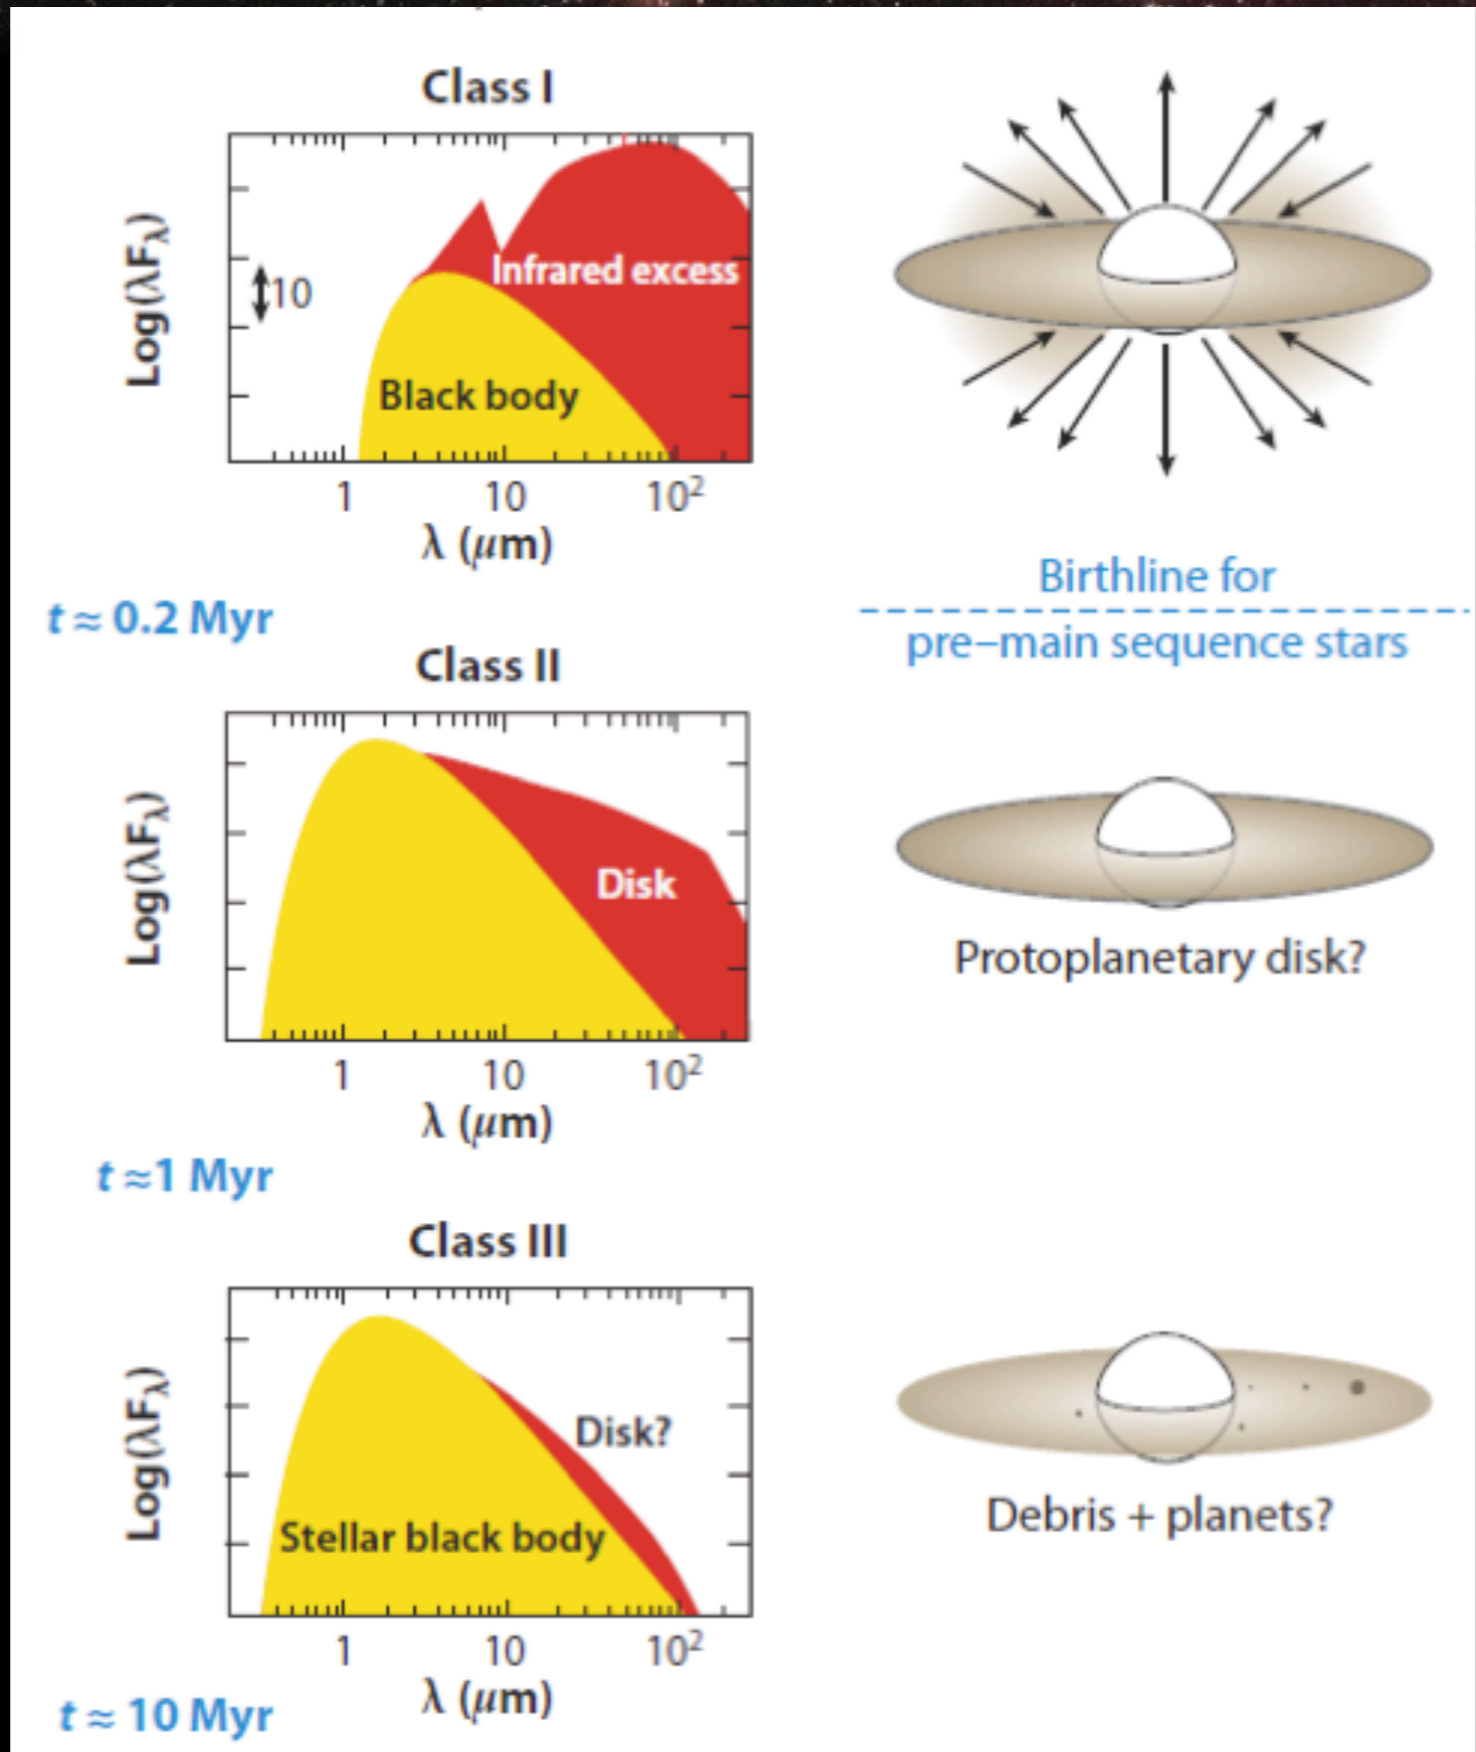 Class I
Log(λFλ)
10
Infrared excess
Black body
1 10 10²
λ (μm)
Birthline for
pre–main sequence stars
t ≈ 0.2 Myr
Class II
Log(λFλ)
Disk
1 10 10²
λ (μm)
Protoplanetary disk?
t ≈1 Myr
Class III
Log(λFλ)
Disk?
Stellar black body
1 10 10²
λ (μm)
Debris + planets?
t ≈ 10 Myr